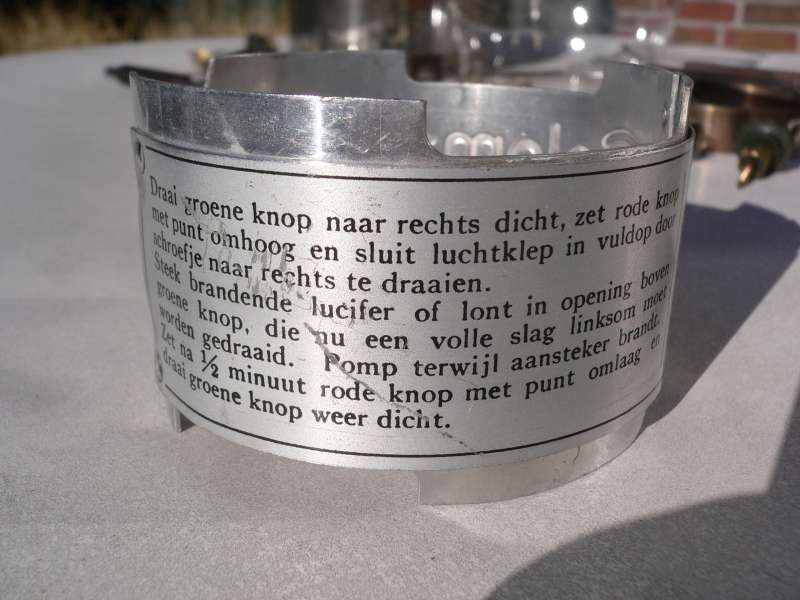 Draai groene knop naar rechts dicht, zet rode knop
met punt omhoog en sluit luchtklep in vuldop door
schroefje naar rechts te draaien.
Steek brandende lucifer of lont in opening boven
groene knop, die nu een volle slag linksom moet
worden gedraaid. Pomp terwijl aansteker brandt.
Zet na ½ minuut rode knop met punt omlaag en
draai groene knop weer dicht.